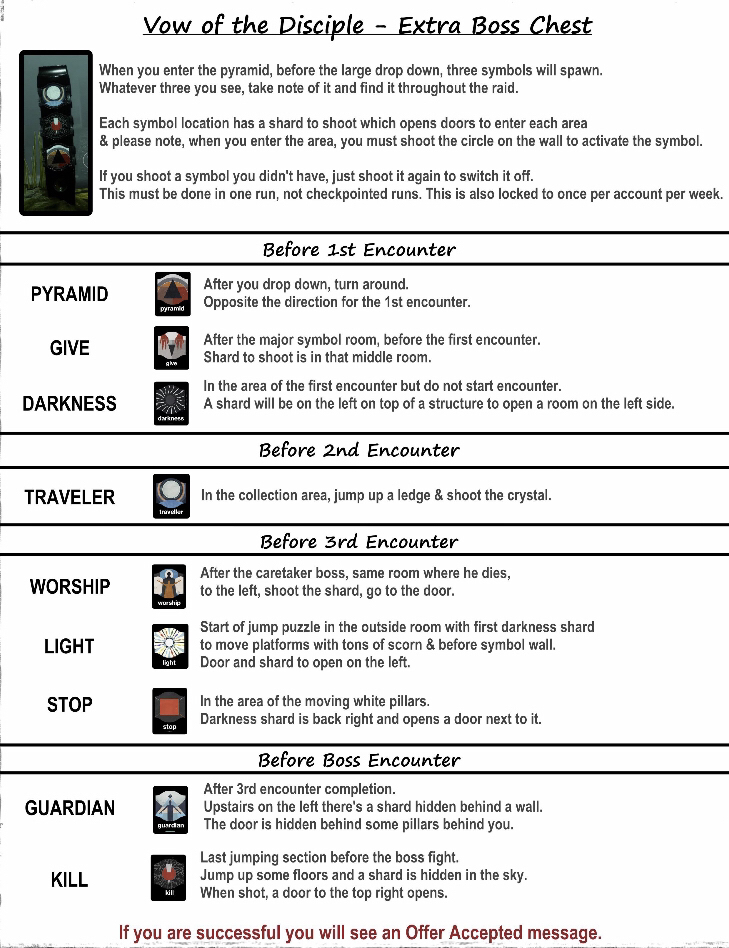 Vow of the Disciple - Extra Boss Chest
When you enter the pyramid, before the large drop down, three symbols will spawn.
Whatever three you see, take note of it and find it throughout the raid.
Each symbol location has a shard to shoot which opens doors to enter each area
& please note, when you enter the area, you must shoot the circle on the wall to activate the symbol.
If you shoot a symbol you didn't have, just shoot it again to switch it off.
This must be done in one run, not checkpointed runs. This is also locked to once per account per week.
Before 1st Encounter
PYRAMID
pyramid
After you drop down, turn around.
Opposite the direction for the 1st encounter.
GIVE
give
After the major symbol room, before the first encounter.
Shard to shoot is in that middle room.
DARKNESS
darkness
In the area of the first encounter but do not start encounter.
A shard will be on the left on top of a structure to open a room on the left side.
Before 2nd Encounter
TRAVELER
traveller
In the collection area, jump up a ledge & shoot the crystal.
Before 3rd Encounter
WORSHIP
worship
After the caretaker boss, same room where he dies,
to the left, shoot the shard, go to the door.
LIGHT
light
Start of jump puzzle in the outside room with first darkness shard
to move platforms with tons of scorn & before symbol wall.
Door and shard to open on the left.
STOP
stop
In the area of the moving white pillars.
Darkness shard is back right and opens a door next to it.
Before Boss Encounter
GUARDIAN
guardian
After 3rd encounter completion.
Upstairs on the left there's a shard hidden behind a wall.
The door is hidden behind some pillars behind you.
KILL
kill
Last jumping section before the boss fight.
Jump up some floors and a shard is hidden in the sky.
When shot, a door to the top right opens.
If you are successful you will see an Offer Accepted message.